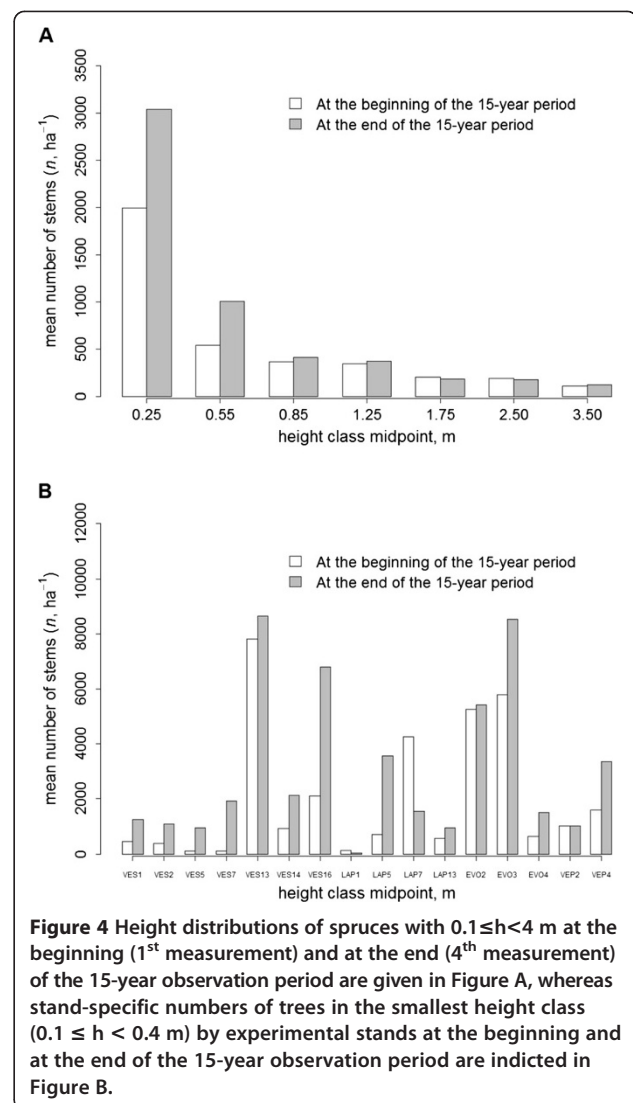 A
mean number of stems (n, ha⁻¹)
3500
3000
2500
2000
1500
1000
500
0
At the beginning of the 15-year period
At the end of the 15-year period
0.25 0.55 0.85 1.25 1.75 2.50 3.50
height class midpoint, m
B
mean number of stems (n, ha⁻¹)
12000
10000
8000
6000
4000
2000
0
At the beginning of the 15-year period
At the end of the 15-year period
VES1 VES2 VES5 VES7 VES13 VES14 VES16 LAP1 LAP5 LAP7 LAP13 EVO2 EVO3 EVO4 VEP2 VEP4
height class midpoint, m
Figure 4 Height distributions of spruces with 0.1≤h<4 m at the
beginning (1st measurement) and at the end (4th measurement)
of the 15-year observation period are given in Figure A, whereas
stand-specific numbers of trees in the smallest height class
(0.1 ≤ h < 0.4 m) by experimental stands at the beginning and
at the end of the 15-year observation period are indicted in
Figure B.